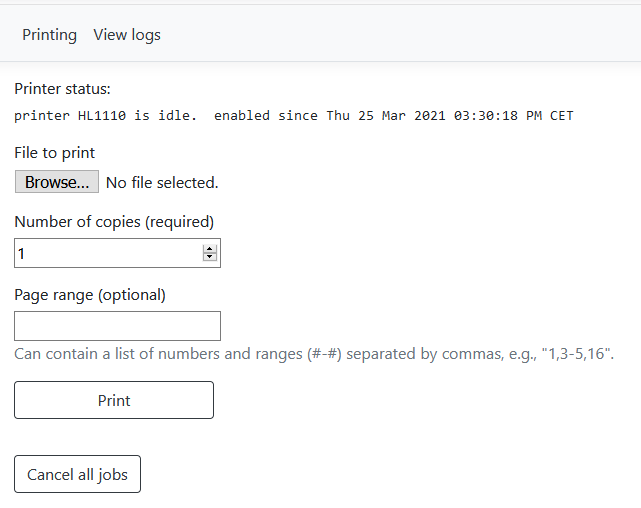 Printing View logs
Printer status:
printer HL1110 is idle.  enabled since Thu 25 Mar 2021 03:30:18 PM CET
File to print
Browse... No file selected.
Number of copies (required)
1
Page range (optional)
Can contain a list of numbers and ranges (#-#) separated by commas, e.g., "1,3-5,16".
Print
Cancel all jobs